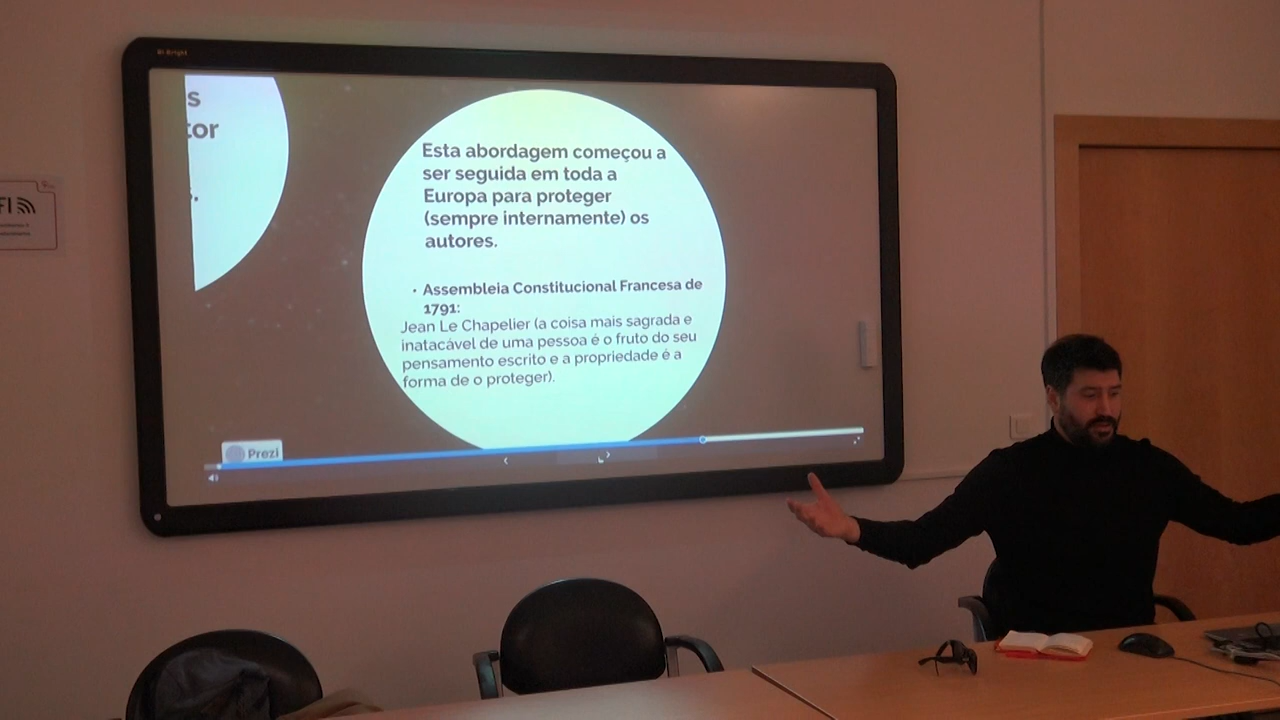 Bi Bright
s
tor
.
Esta abordagem começou a
ser seguida em toda a
Europa para proteger
(sempre internamente) os
autores.
• Assembleia Constitucional Francesa de
1791:
Jean Le Chapelier (a coisa mais sagrada e
inatacável de uma pessoa é o fruto do seu
pensamento escrito e a propriedade é a
forma de o proteger).
Prezi
FI